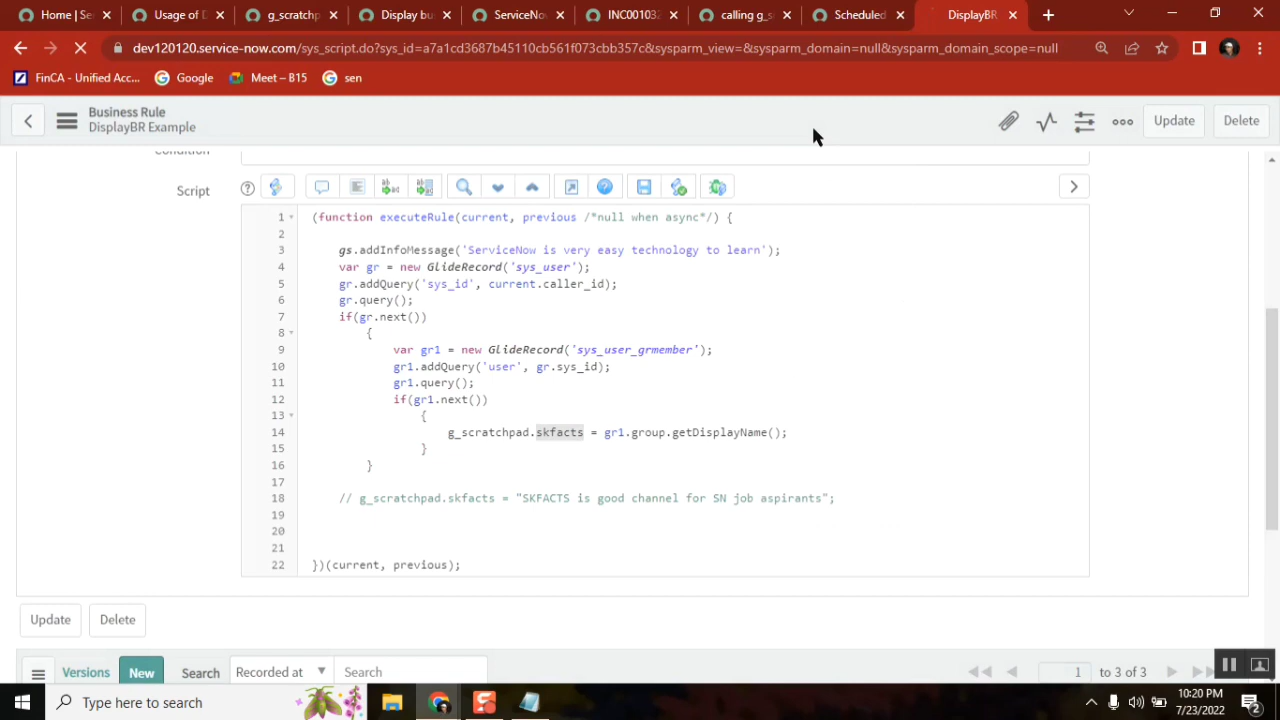 Home | Se
Usage of D
g_scratchp
Display bu
ServiceNo
INC001032
calling g_s
Scheduled
DisplayBR
dev120120.service-now.com/sys_script.do?sys_id=a7a1cd3687b45110cb561f073cbb357c&sysparm_view=&sysparm_domain=null&sysparm_domain_scope=null
FinCA - Unified Acc...
Google
Meet – B15
sen
Business Rule
DisplayBR Example
Update
Delete
Condition
Script
1 (function executeRule(current, previous /*null when async*/) {
2
3 gs.addInfoMessage('ServiceNow is very easy technology to learn');
4 var gr = new GlideRecord('sys_user');
5 gr.addQuery('sys_id', current.caller_id);
6 gr.query();
7 if(gr.next())
8 {
9 var gr1 = new GlideRecord('sys_user_grmember');
10 gr1.addQuery('user', gr.sys_id);
11 gr1.query();
12 if(gr1.next())
13 {
14 g_scratchpad.skfacts = gr1.group.getDisplayName();
15 }
16 }
17
18 // g_scratchpad.skfacts = "SKFACTS is good channel for SN job aspirants";
19
20
21
22 })(current, previous);
Update
Delete
Versions
New
Search
Recorded at
Search
1
to 3 of 3
Type here to search
10:20 PM
7/23/2022
2